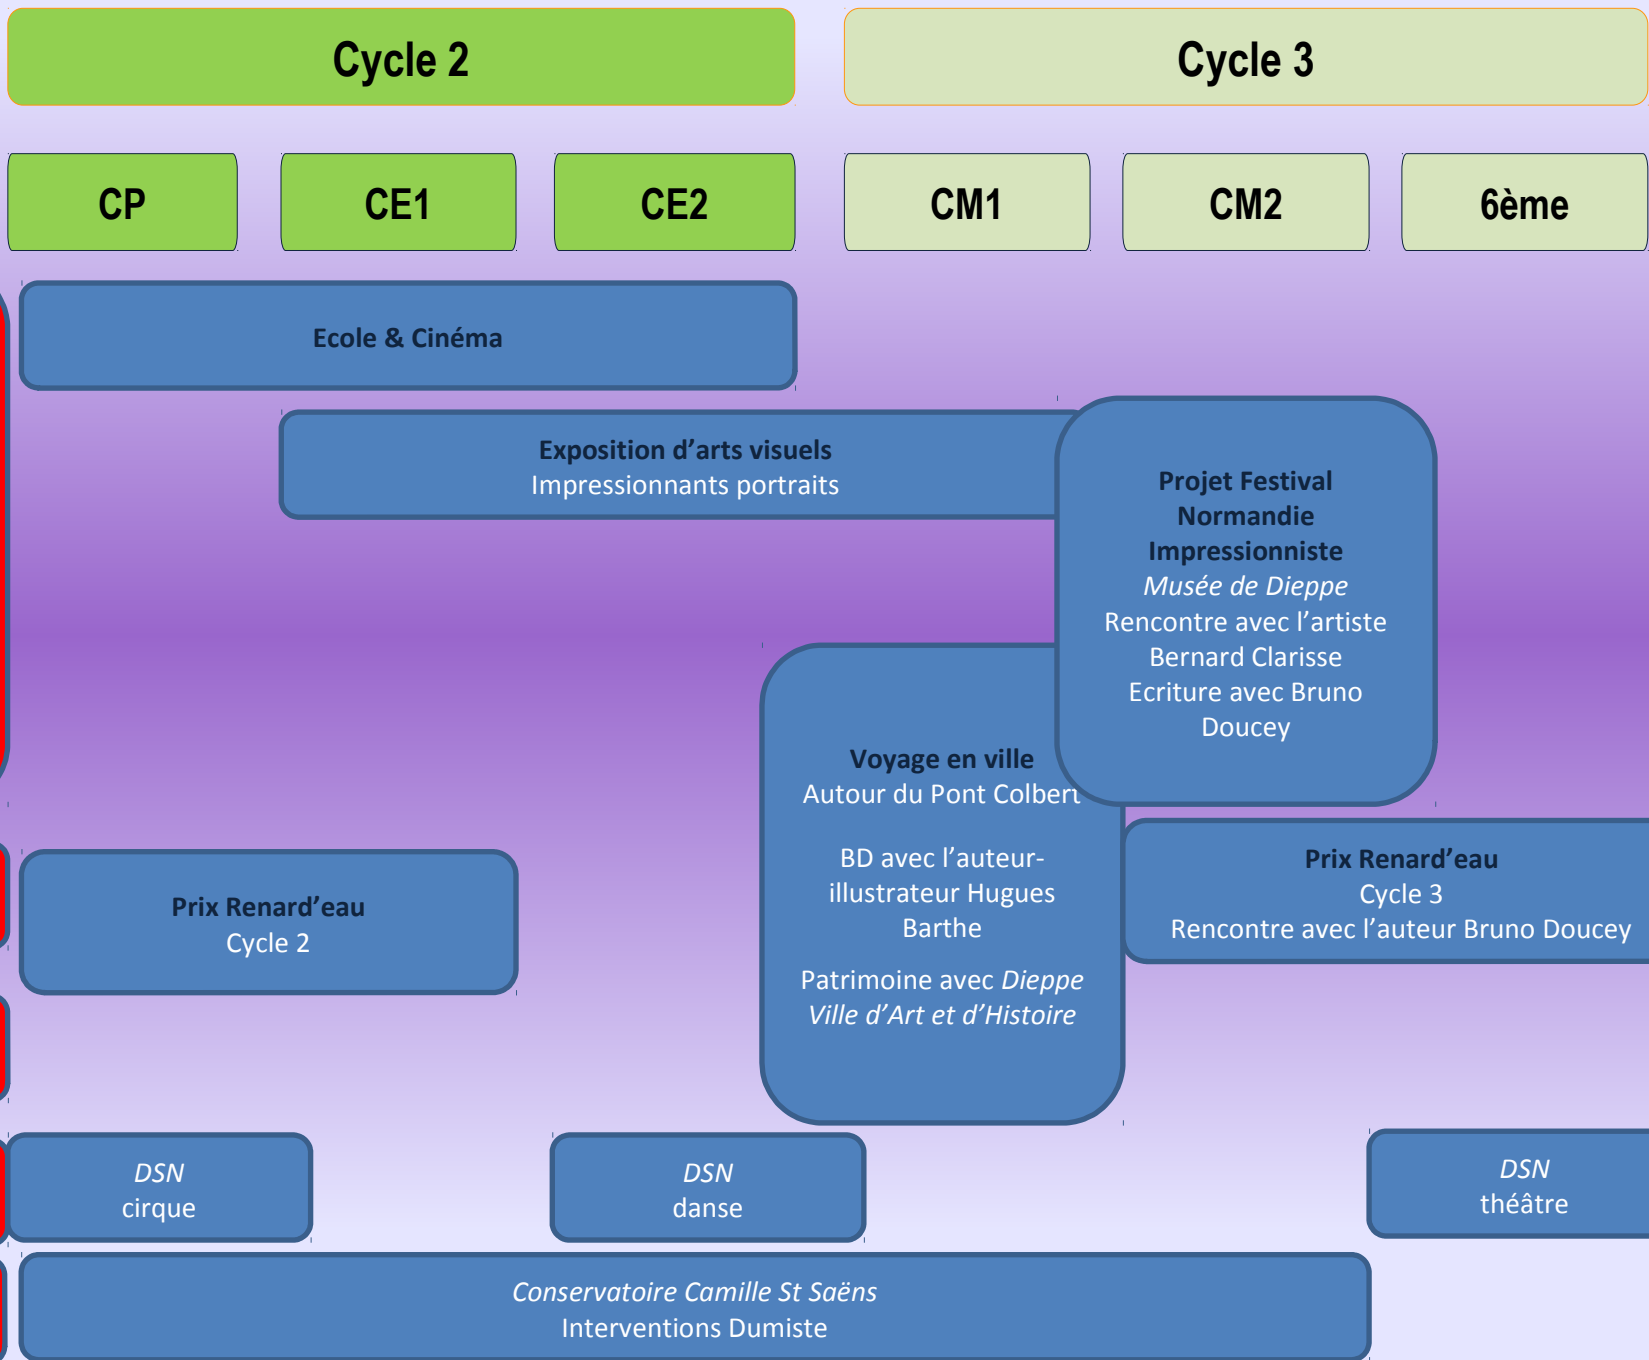 Cycle 2
Cycle 3
CP
CE1
CE2
CM1
CM2
6ème
Ecole & Cinéma
Exposition d’arts visuels
Impressionnants portraits
Projet Festival
Normandie
Impressionniste
Musée de Dieppe
Rencontre avec l’artiste
Bernard Clarisse
Ecriture avec Bruno
Doucey
Voyage en ville
Autour du Pont Colbert
BD avec l’auteur-
illustrateur Hugues
Barthe
Patrimoine avec Dieppe
Ville d’Art et d’Histoire
Prix Renard’eau
Cycle 2
Prix Renard’eau
Cycle 3
Rencontre avec l’auteur Bruno Doucey
DSN
cirque
DSN
danse
DSN
théâtre
Conservatoire Camille St Saëns
Interventions Dumiste